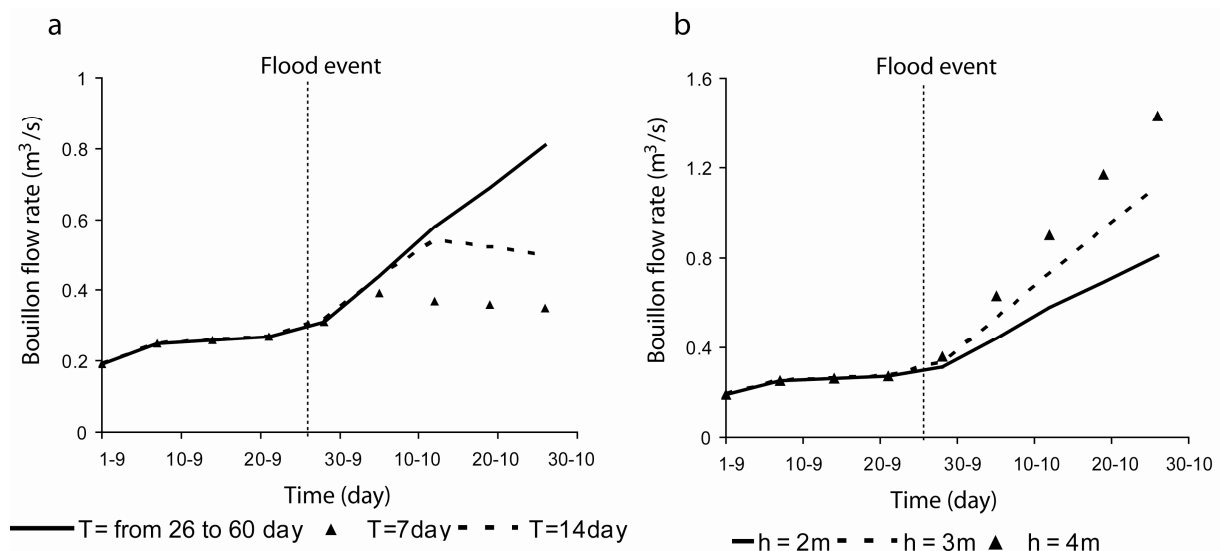 a
Flood event
1
0.8
0.6
0.4
0.2
0
Bouillon flow rate (m³/s)
1-9 10-9 20-9 30-9 10-10 20-10 30-10
Time (day)
T= from 26 to 60 day T=7day T=14day
b
Flood event
1.6
1.2
0.8
0.4
0
Bouillon flow rate (m³/s)
1-9 10-9 20-9 30-9 10-10 20-10 30-10
Time (day)
h = 2m h = 3m h = 4m